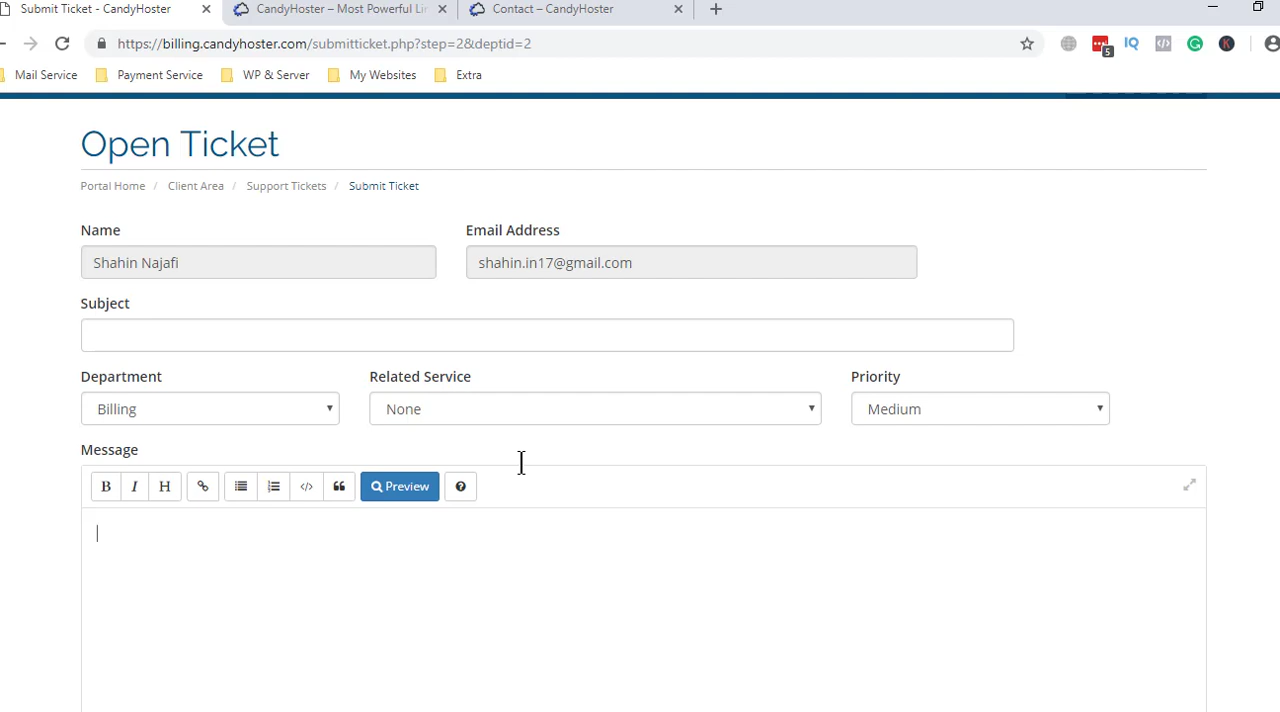 Submit Ticket - CandyHoster
CandyHoster – Most Powerful Li
Contact – CandyHoster
https://billing.candyhoster.com/submitticket.php?step=2&deptid=2
5
IQ
K
Mail Service
Payment Service
WP & Server
My Websites
Extra
Open Ticket
Portal Home / Client Area / Support Tickets / Submit Ticket
Name
Email Address
Shahin Najafi
shahin.in17@gmail.com
Subject
Department
Related Service
Priority
Billing
None
Medium
Message
B I H
Preview